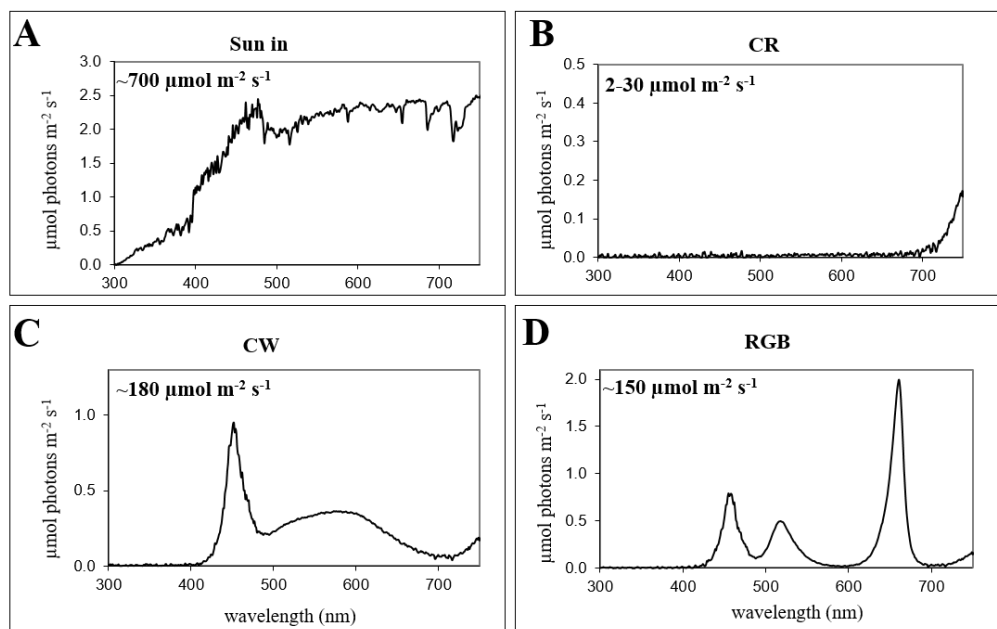 A
Sun in
~700 µmol m⁻² s⁻¹
µmol photons m⁻² s⁻¹
3.0
2.5
2.0
1.5
1.0
0.5
0.0
300 400 500 600 700
B
CR
2-30 µmol m⁻² s⁻¹
µmol photons m⁻² s⁻¹
0.5
0.4
0.3
0.2
0.1
0.0
300 400 500 600 700
C
CW
~180 µmol m⁻² s⁻¹
µmol photons m⁻² s⁻¹
1.0
0.5
0.0
300 400 500 600 700
wavelength (nm)
D
RGB
~150 µmol m⁻² s⁻¹
µmol photons m⁻² s⁻¹
2.0
1.5
1.0
0.5
0.0
300 400 500 600 700
wavelength (nm)